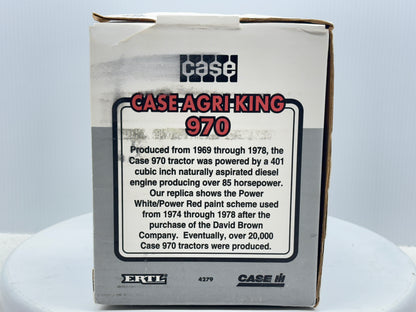 case
CASE AGRI-KING
970
Produced from 1969 through 1978, the
Case 970 tractor was powered by a 401
cubic inch naturally aspirated diesel
engine producing over 85 horsepower.
Our replica shows the Power
White/Power Red paint scheme used
from 1974 through 1978 after the
purchase of the David Brown
Company. Eventually, over 20,000
Case 970 tractors were produced.
ERTL 4279 CASE IH